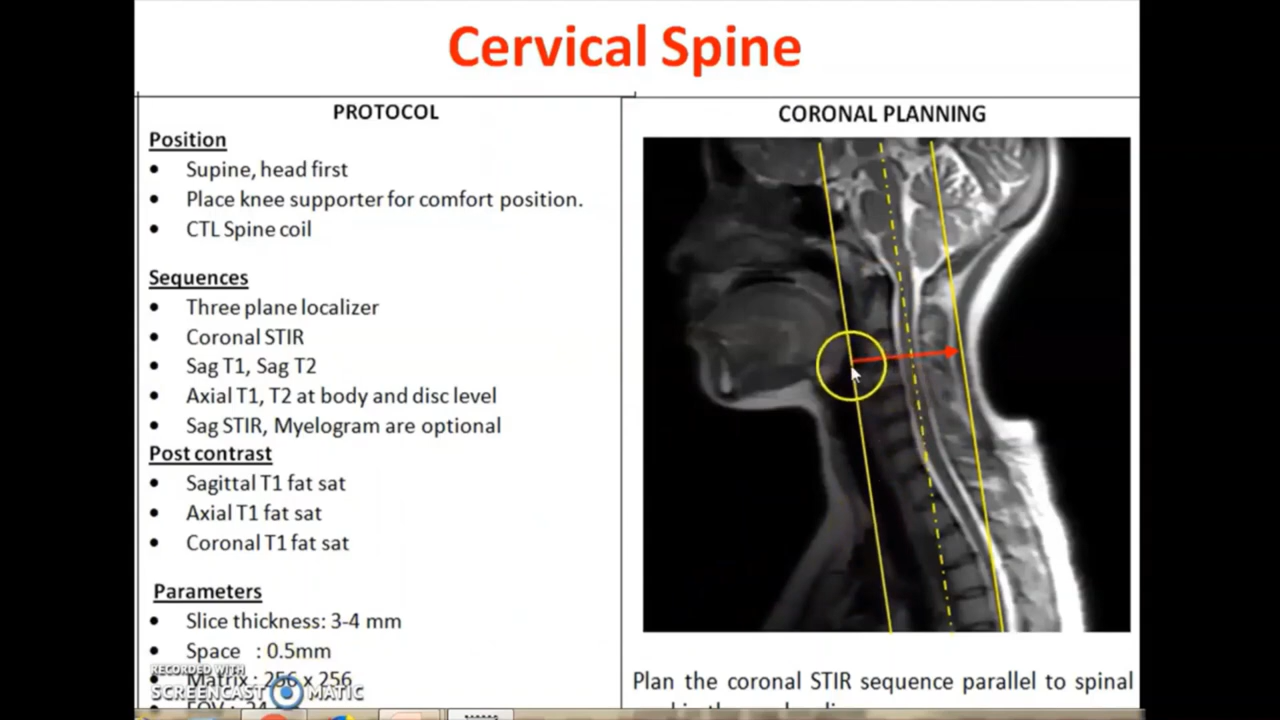 Cervical Spine
PROTOCOL
Position
• Supine, head first
• Place knee supporter for comfort position.
• CTL Spine coil
Sequences
• Three plane localizer
• Coronal STIR
• Sag T1, Sag T2
• Axial T1, T2 at body and disc level
• Sag STIR, Myelogram are optional
Post contrast
• Sagittal T1 fat sat
• Axial T1 fat sat
• Coronal T1 fat sat
Parameters
• Slice thickness: 3-4 mm
• Space : 0.5mm
• Matrix : 256 x 256
RECORDED WITH
SCREENCAST MATIC
CORONAL PLANNING
Plan the coronal STIR sequence parallel to spinal